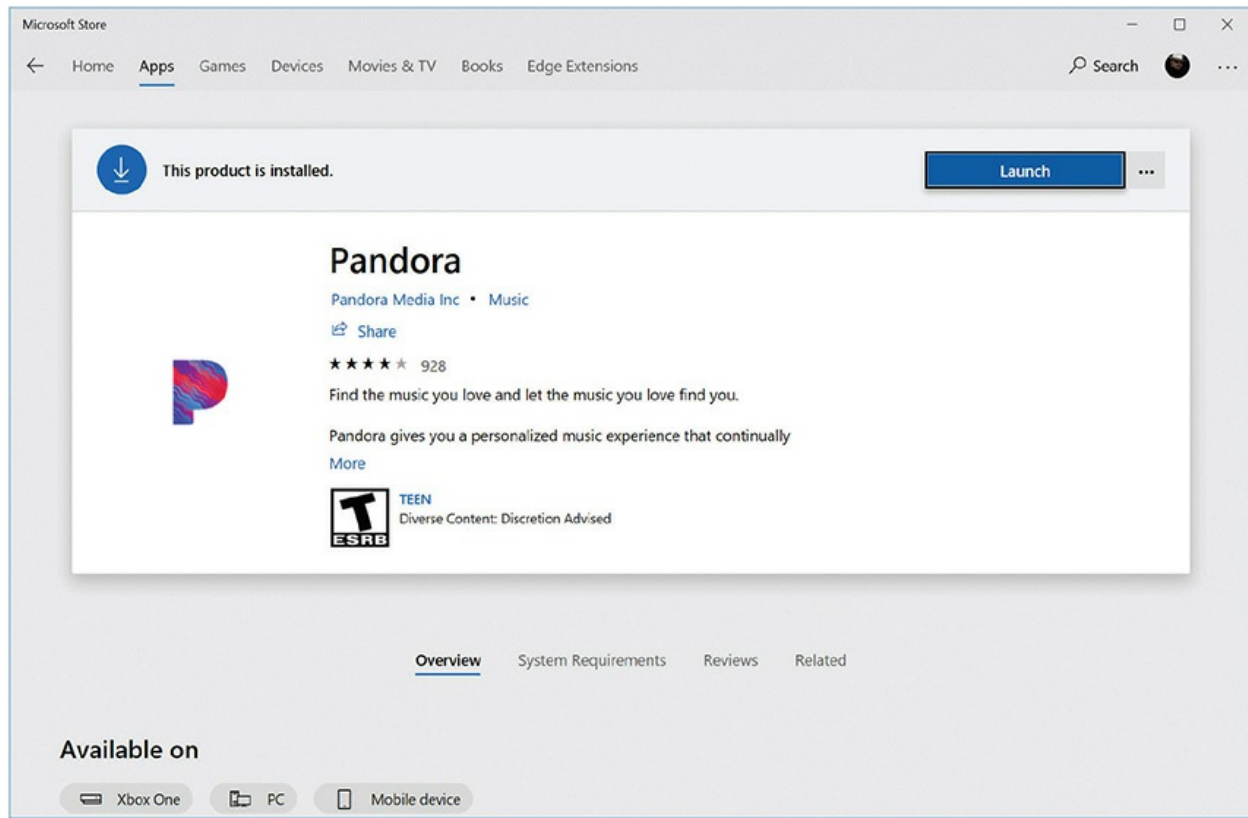 Microsoft Store
Home Apps Games Devices Movies & TV Books Edge Extensions Search ...
This product is installed. Launch ...
Pandora
Pandora Media Inc • Music
Share
928
Find the music you love and let the music you love find you.
Pandora gives you a personalized music experience that continually
More
T ESRB
TEEN
Diverse Content: Discretion Advised
Overview System Requirements Reviews Related
Available on
Xbox One PC Mobile device